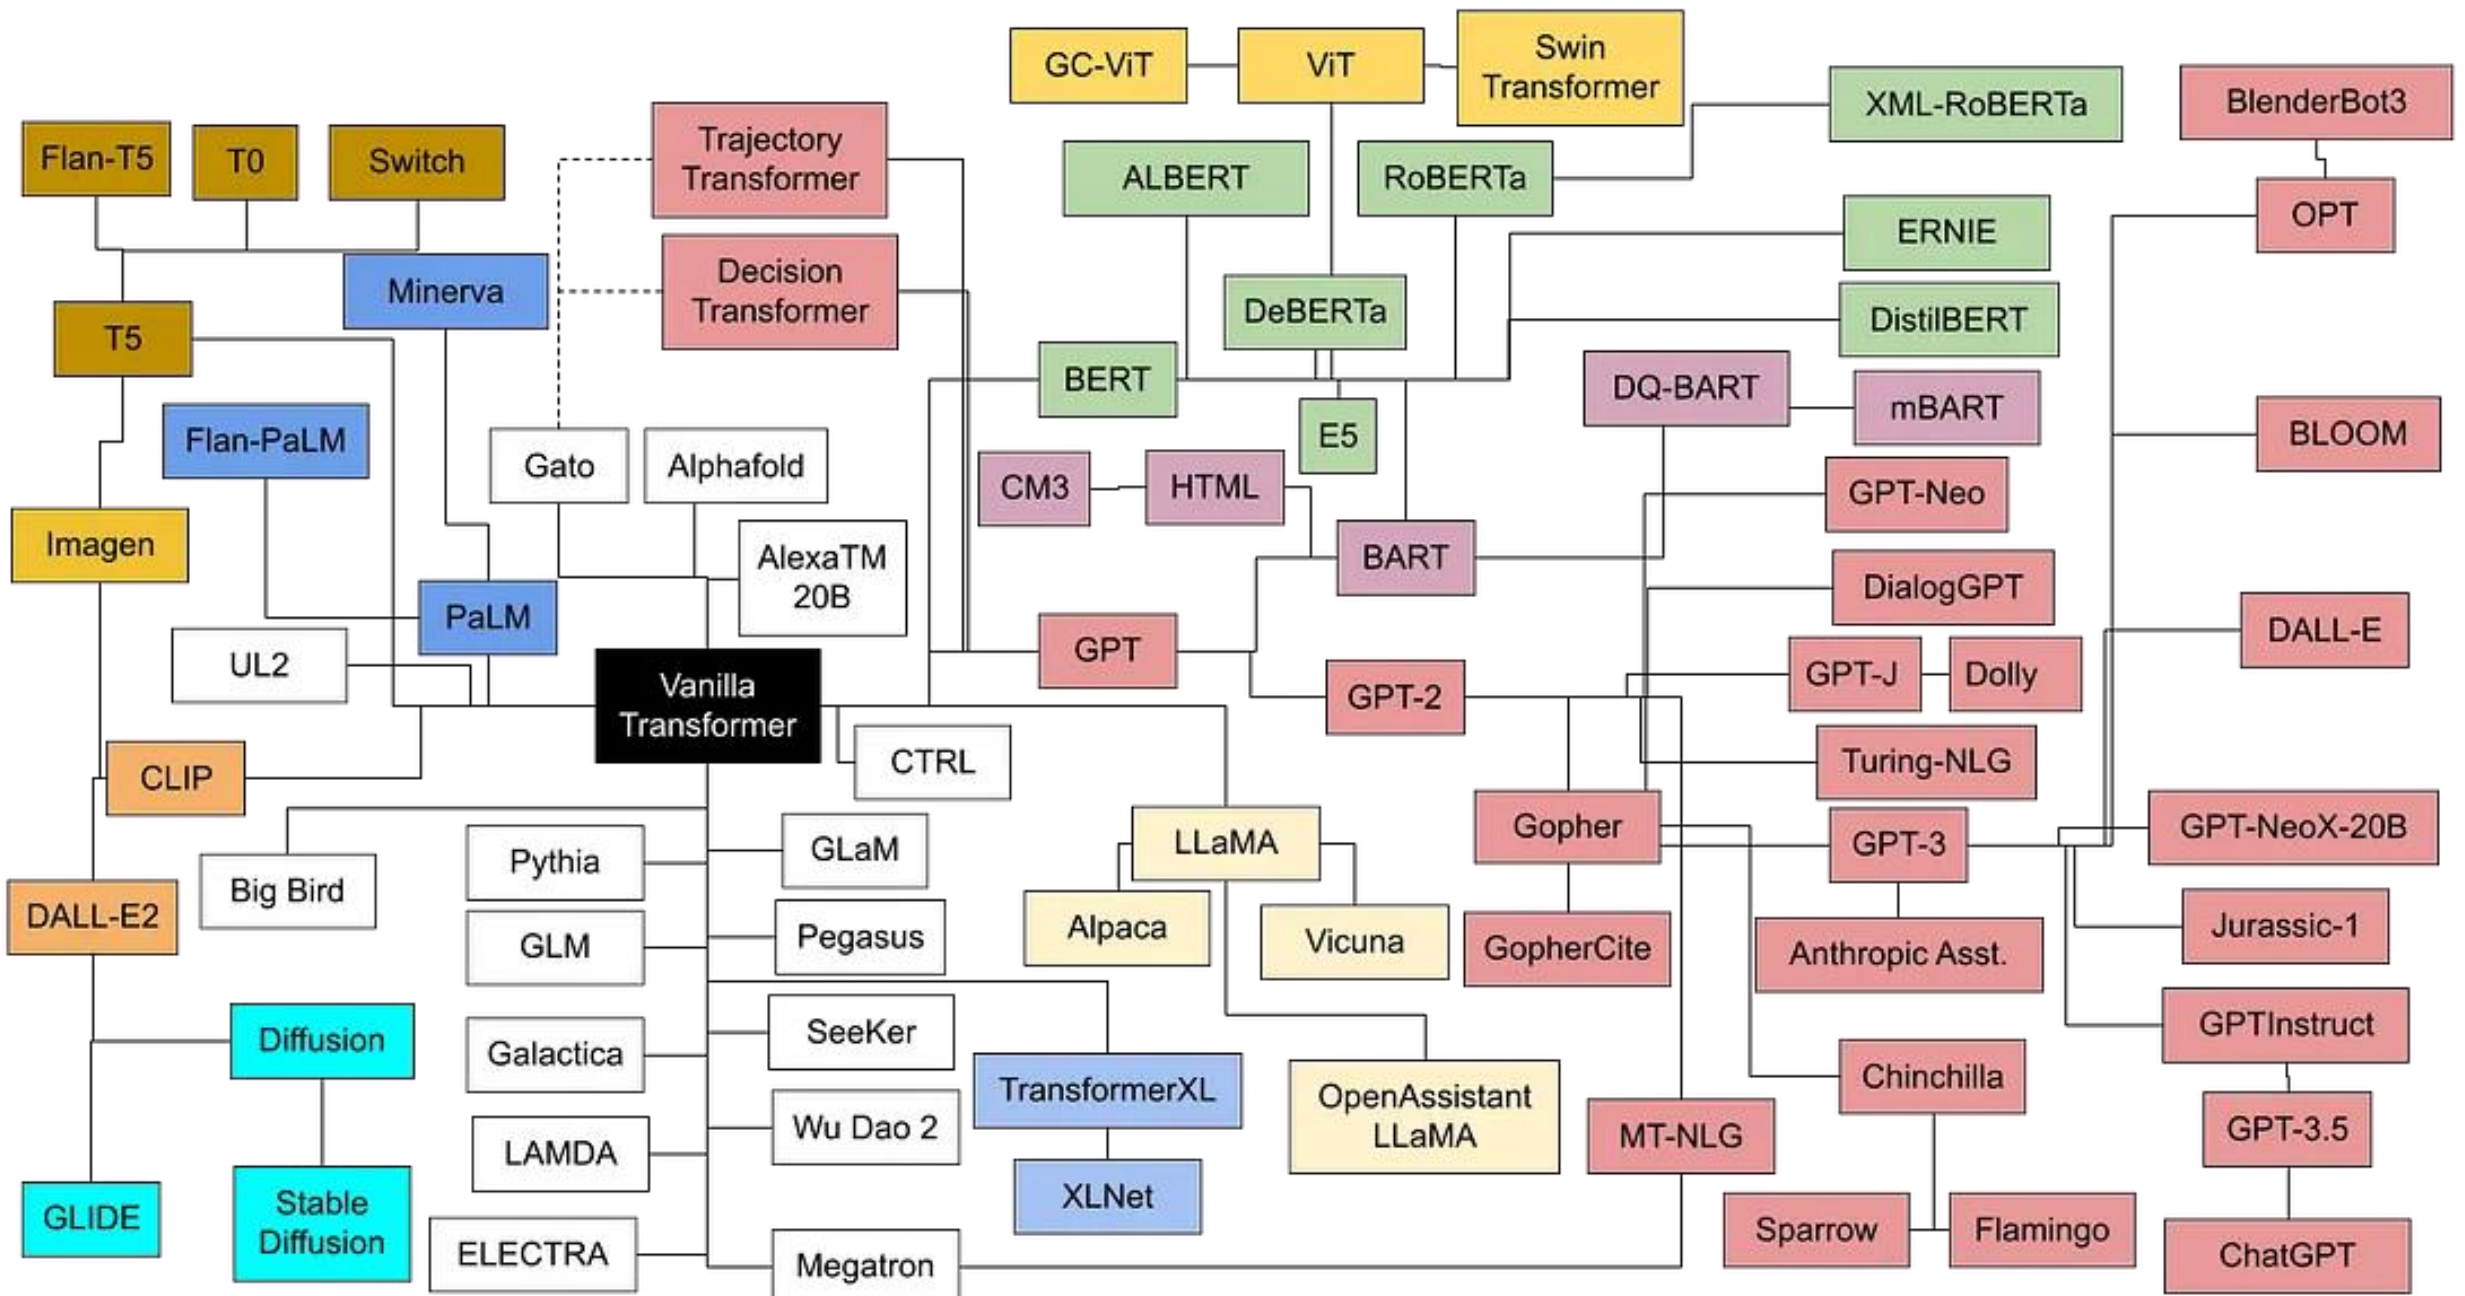 GC-ViT
ViT
Swin
Transformer
XML-RoBERTa
BlenderBot3
Flan-T5
T0
Switch
Trajectory
Transformer
ALBERT
RoBERTa
OPT
ERNIE
Minerva
Decision
Transformer
DeBERTa
DistilBERT
T5
BERT
DQ-BART
mBART
Flan-PaLM
E5
BLOOM
Gato
Alphafold
CM3
HTML
GPT-Neo
Imagen
AlexaTM
20B
BART
DialogGPT
PaLM
DALL-E
UL2
GPT
GPT-J
Dolly
Vanilla
Transformer
GPT-2
CTRL
Turing-NLG
CLIP
Pythia
GLaM
LLaMA
Gopher
GPT-3
GPT-NeoX-20B
Big Bird
DALL-E2
GLM
Pegasus
Alpaca
Vicuna
GopherCite
Anthropic Asst.
Jurassic-1
Diffusion
Galactica
SeeKer
GPTInstruct
TransformerXL
OpenAssistant
LLaMA
Chinchilla
LAMDA
Wu Dao 2
MT-NLG
GPT-3.5
GLIDE
Stable
Diffusion
XLNet
Sparrow
Flamingo
ELECTRA
Megatron
ChatGPT